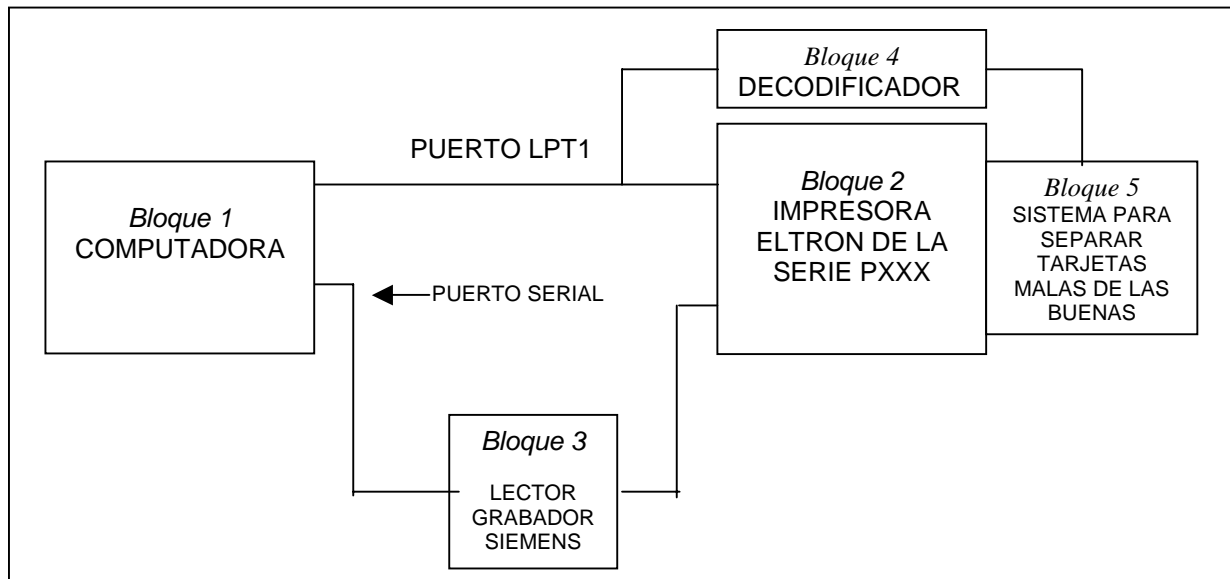 Bloque 4
DECODIFICADOR
PUERTO LPT1
Bloque 1
COMPUTADORA
Bloque 2
IMPRESORA
ELTRON DE LA
SERIE PXXX
Bloque 5
SISTEMA PARA
SEPARAR
TARJETAS
MALAS DE LAS
BUENAS
PUERTO SERIAL
Bloque 3
LECTOR
GRABADOR
SIEMENS